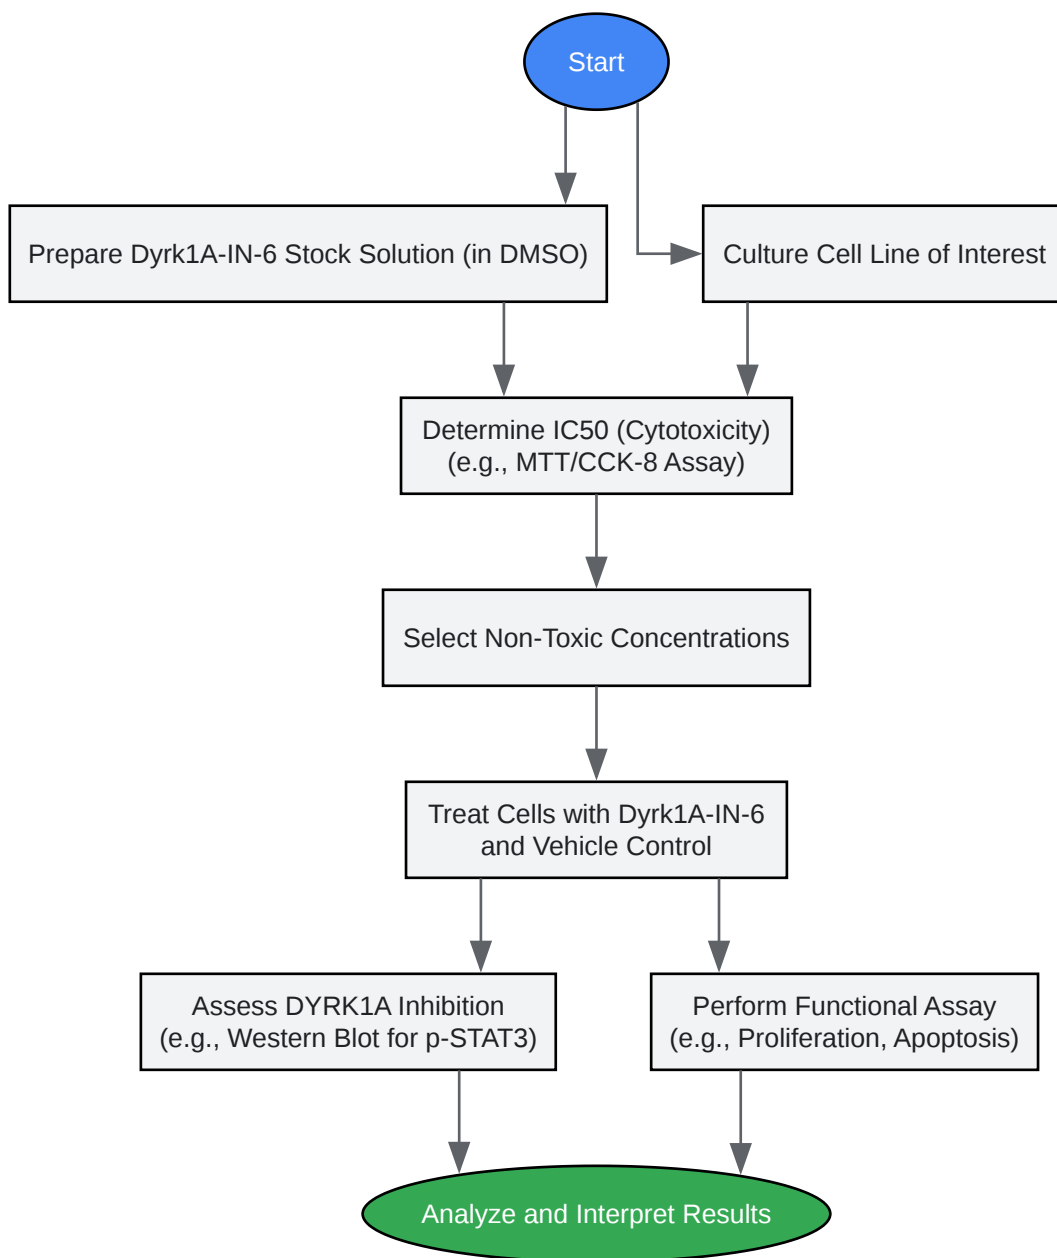 Start
Prepare Dyrk1A-IN-6 Stock Solution (in DMSO)
Culture Cell Line of Interest
Determine IC50 (Cytotoxicity)
(e.g., MTT/CCK-8 Assay)
Select Non-Toxic Concentrations
Treat Cells with Dyrk1A-IN-6
and Vehicle Control
Assess DYRK1A Inhibition
(e.g., Western Blot for p-STAT3)
Perform Functional Assay
(e.g., Proliferation, Apoptosis)
Analyze and Interpret Results